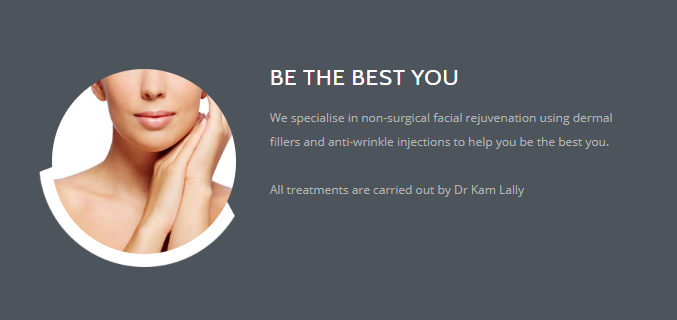 BE THE BEST YOU
We specialise in non-surgical facial rejuvenation using dermal
fillers and anti-wrinkle injections to help you be the best you.
All treatments are carried out by Dr Kam Lally